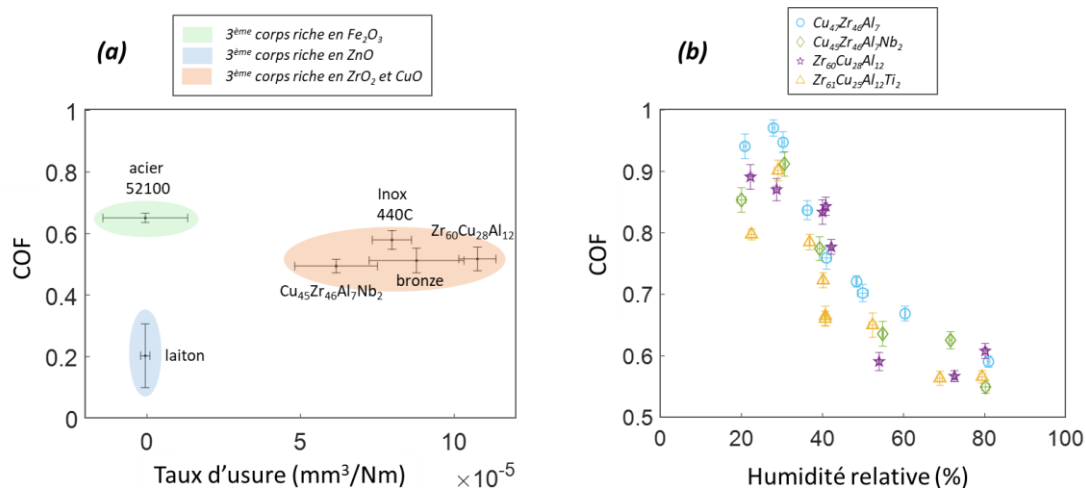 (a)
3ème corps riche en Fe2O3
3ème corps riche en ZnO
3ème corps riche en ZrO2 et CuO
COF
1
0.8
0.6
0.4
0.2
0
acier
52100
Inox
440C
Zr60Cu28Al12
bronze
Cu45Zr46Al7Nb2
laiton
0
5
10
Taux d'usure (mm³/Nm)
× 10⁻⁵
(b)
Cu47Zr46Al7
Cu45Zr46Al7Nb2
Zr60Cu28Al12
Zr61Cu25Al12Ti2
COF
1
0.9
0.8
0.7
0.6
0.5
0
20
40
60
80
100
Humidité relative (%)